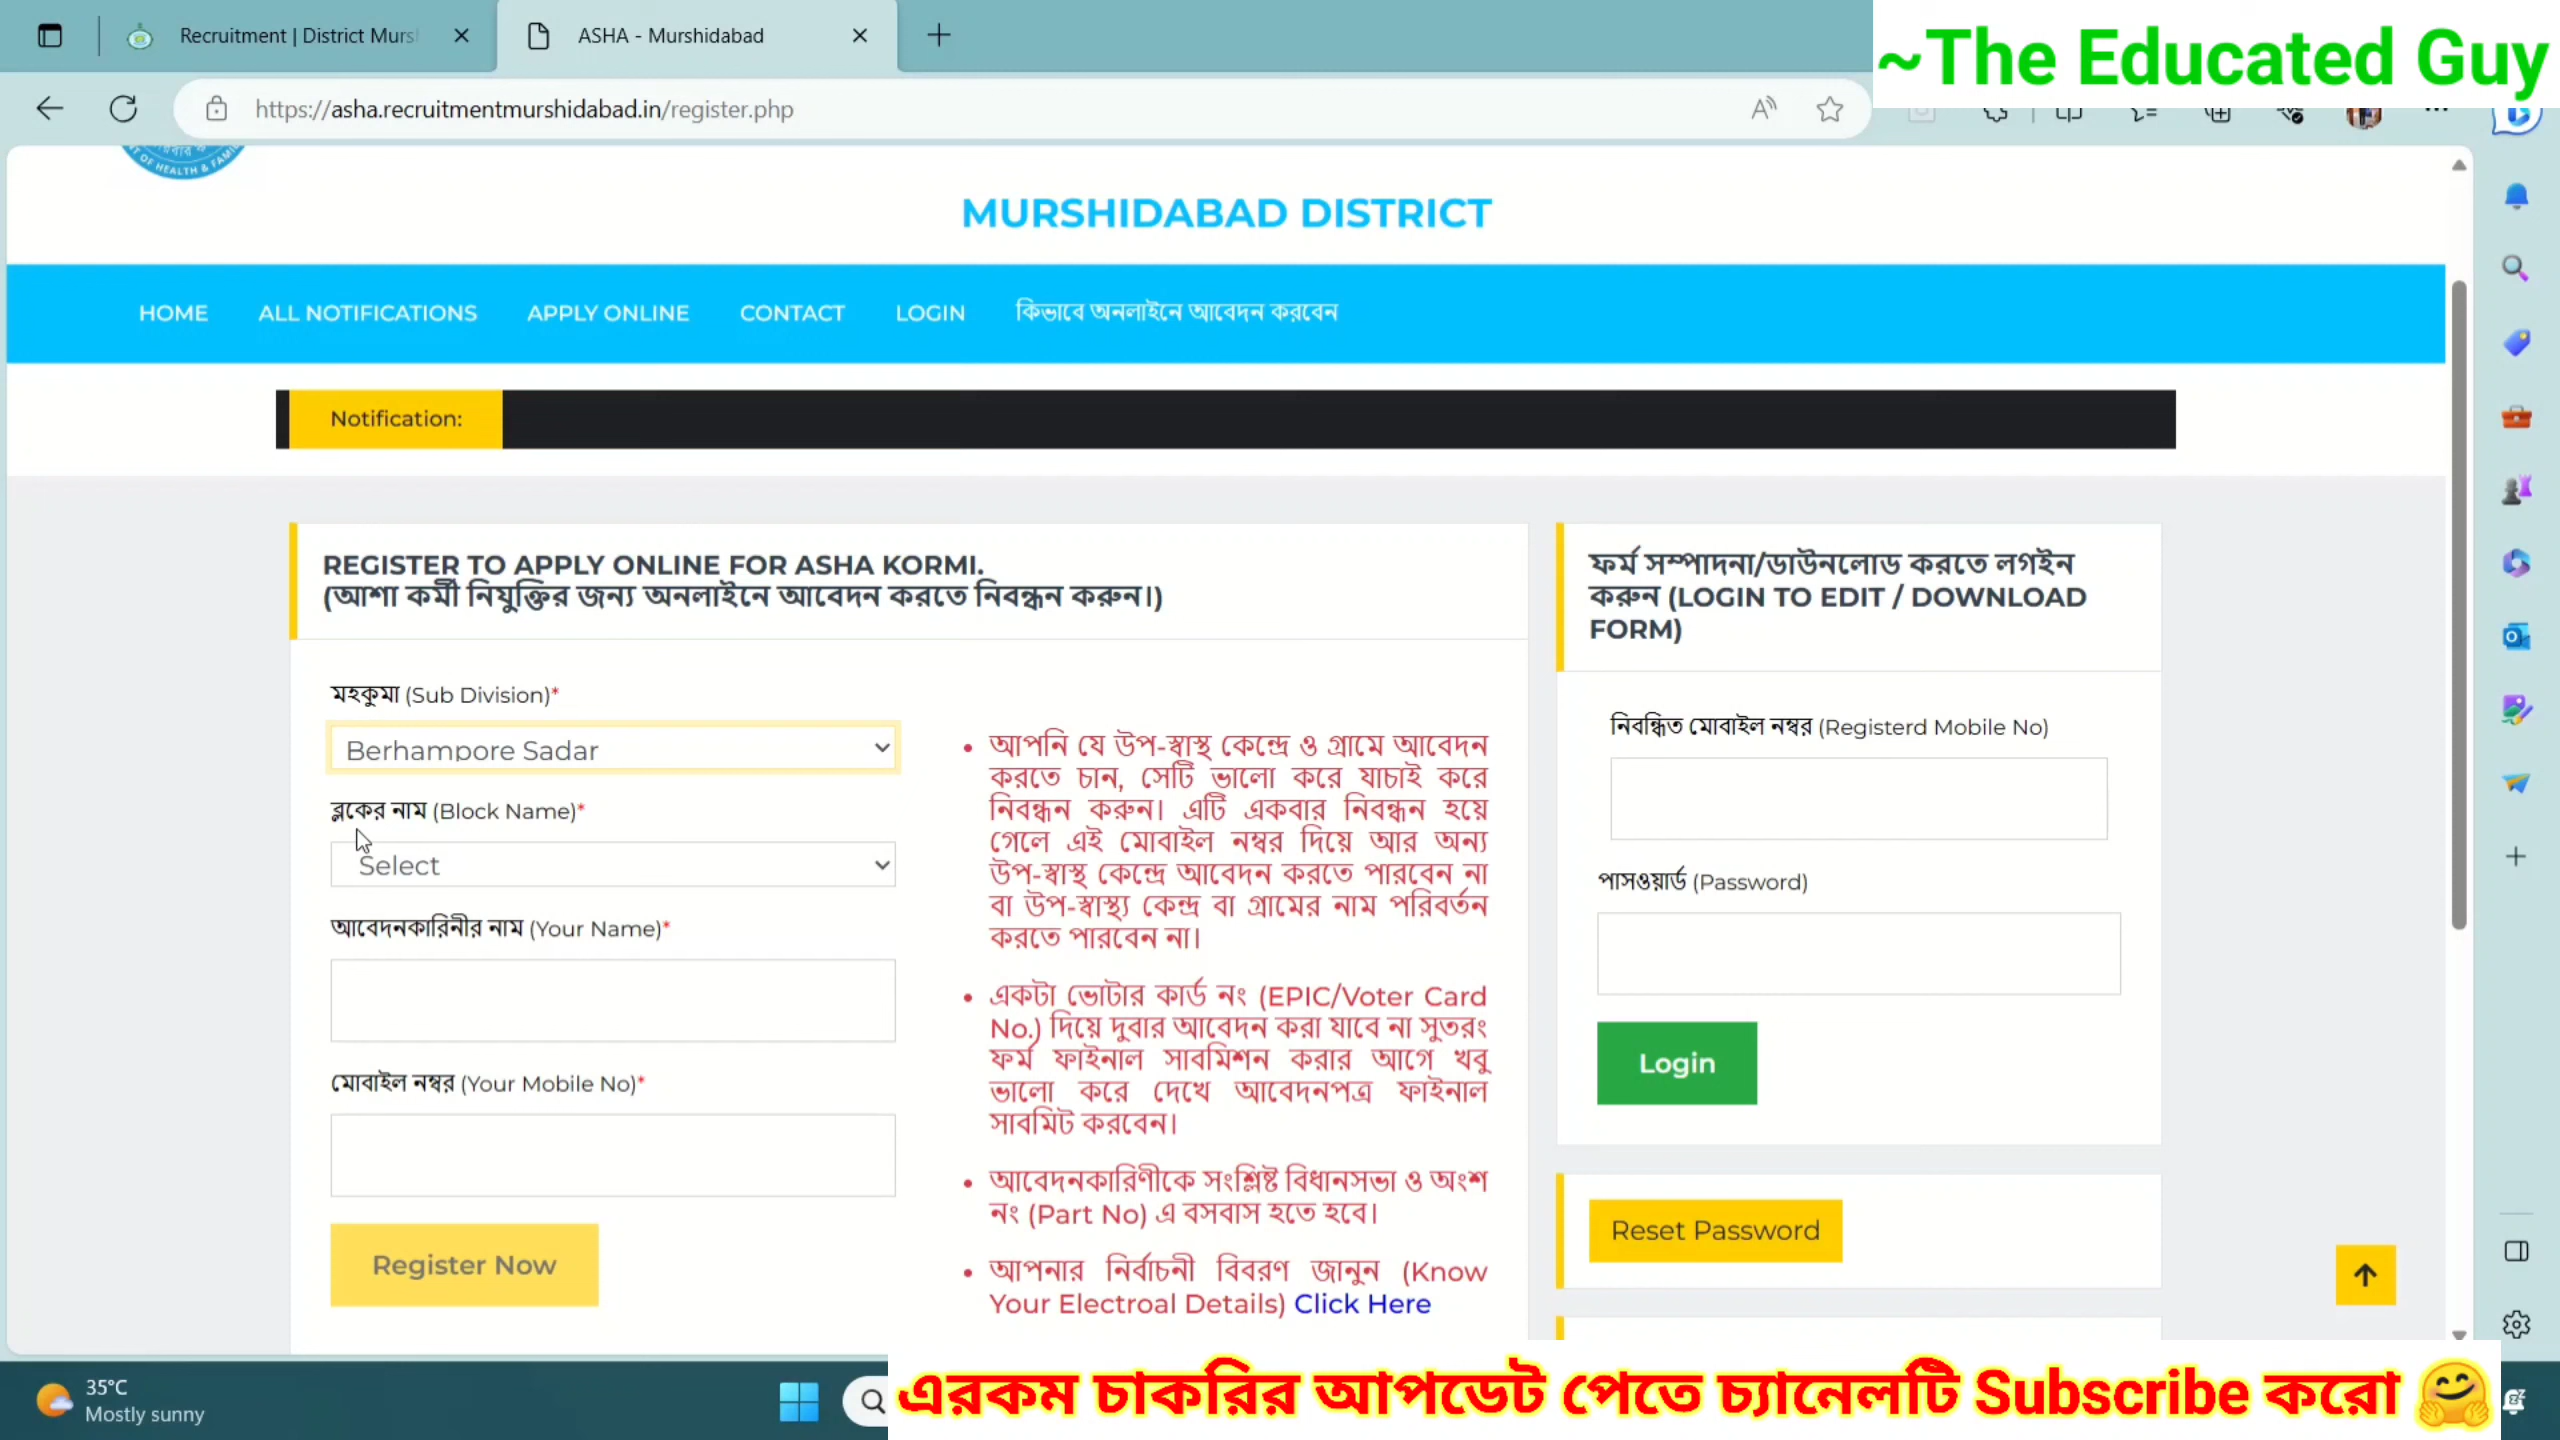 Recruitment | District Murs
ASHA - Murshidabad
~The Educated Guy
https://asha.recruitmentmurshidabad.in/register.php
OF HEALTH & FAMI
MURSHIDABAD DISTRICT
HOME ALL NOTIFICATIONS APPLY ONLINE CONTACT LOGIN কিভাবে অনলাইনে আবেদন করবেন
Notification:
REGISTER TO APPLY ONLINE FOR ASHA KORMI.
(আশা কর্মী নিযুক্তির জন্য অনলাইনে আবেদন করতে নিবন্ধন করুন।)
মহকুমা (Sub Division)*
Berhampore Sadar
ব্লকের নাম (Block Name)*
Select
আবেদনকারিনীর নাম (Your Name)*
মোবাইল নম্বর (Your Mobile No)*
Register Now
আপনি যে উপ-স্বাস্থ কেন্দ্রে ও গ্রামে আবেদন
করতে চান, সেটি ভালো করে যাচাই করে
নিবন্ধন করুন। এটি একবার নিবন্ধন হয়ে
গেলে এই মোবাইল নম্বর দিয়ে আর অন্য
উপ-স্বাস্থ কেন্দ্রে আবেদন করতে পারবেন না
বা উপ-স্বাস্থ্য কেন্দ্র বা গ্রামের নাম পরিবর্তন
করতে পারবেন না।
একটা ভোটার কার্ড নং (EPIC/Voter Card
No.) দিয়ে দুবার আবেদন করা যাবে না সুতরং
ফর্ম ফাইনাল সাবমিশন করার আগে খবু
ভালো করে দেখে আবেদনপত্র ফাইনাল
সাবমিট করবেন।
আবেদনকারিণীকে সংশ্লিষ্ট বিধানসভা ও অংশ
নং (Part No) এ বসবাস হতে হবে।
আপনার নির্বাচনী বিবরণ জানুন (Know
Your Electroal Details) Click Here
ফর্ম সম্পাদনা/ডাউনলোড করতে লগইন
করুন (LOGIN TO EDIT / DOWNLOAD
FORM)
নিবন্ধিত মোবাইল নম্বর (Registerd Mobile No)
পাসওয়ার্ড (Password)
Login
Reset Password
35°C
Mostly sunny
এরকম চাকরির আপডেট পেতে চ্যানেলটি Subscribe করো